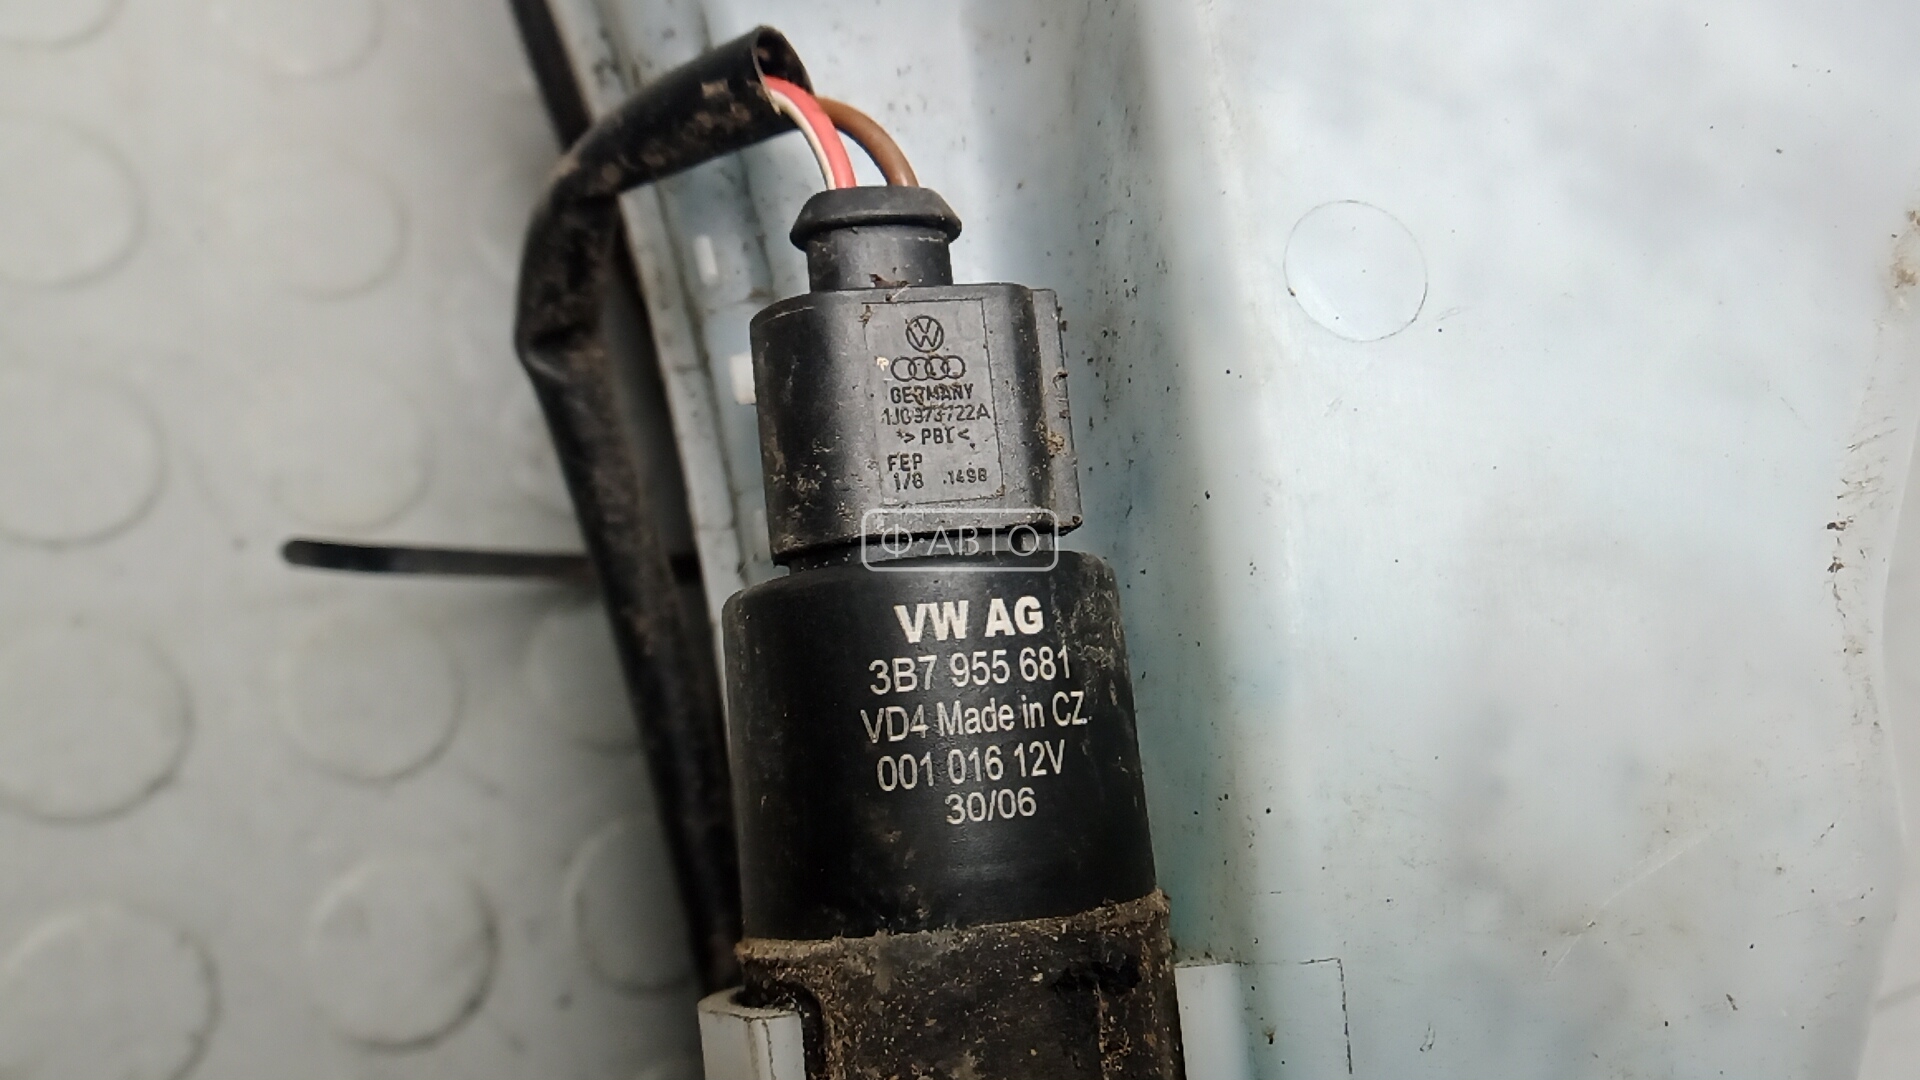 GERMANY
1J0973722A
*> PBT <
FEP
1/8 .1498
Ф·АВТО
VW AG
3B7 955 681
VD4 Made in CZ
001 016 12V
30/06